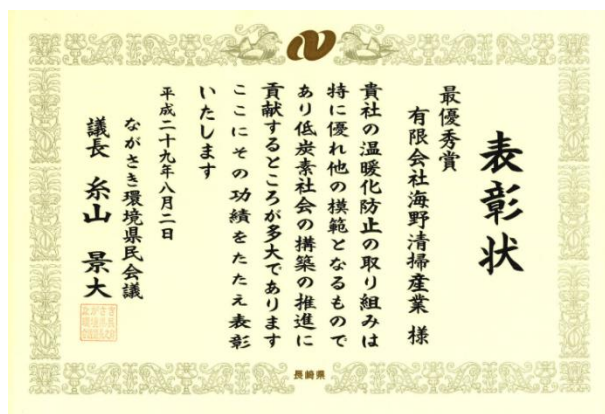 表彰状
最優秀賞
有限会社海野清掃産業 様
貴社の温暖化防止の取り組みは
特に優れ他の模範となるもので
あり低炭素社会の構築の推進に
貢献するところが多大であります
ここにその功績をたたえ表彰
いたします
平成二十九年八月二日
ながさき環境県民会議
議長 糸山 景大
長崎県